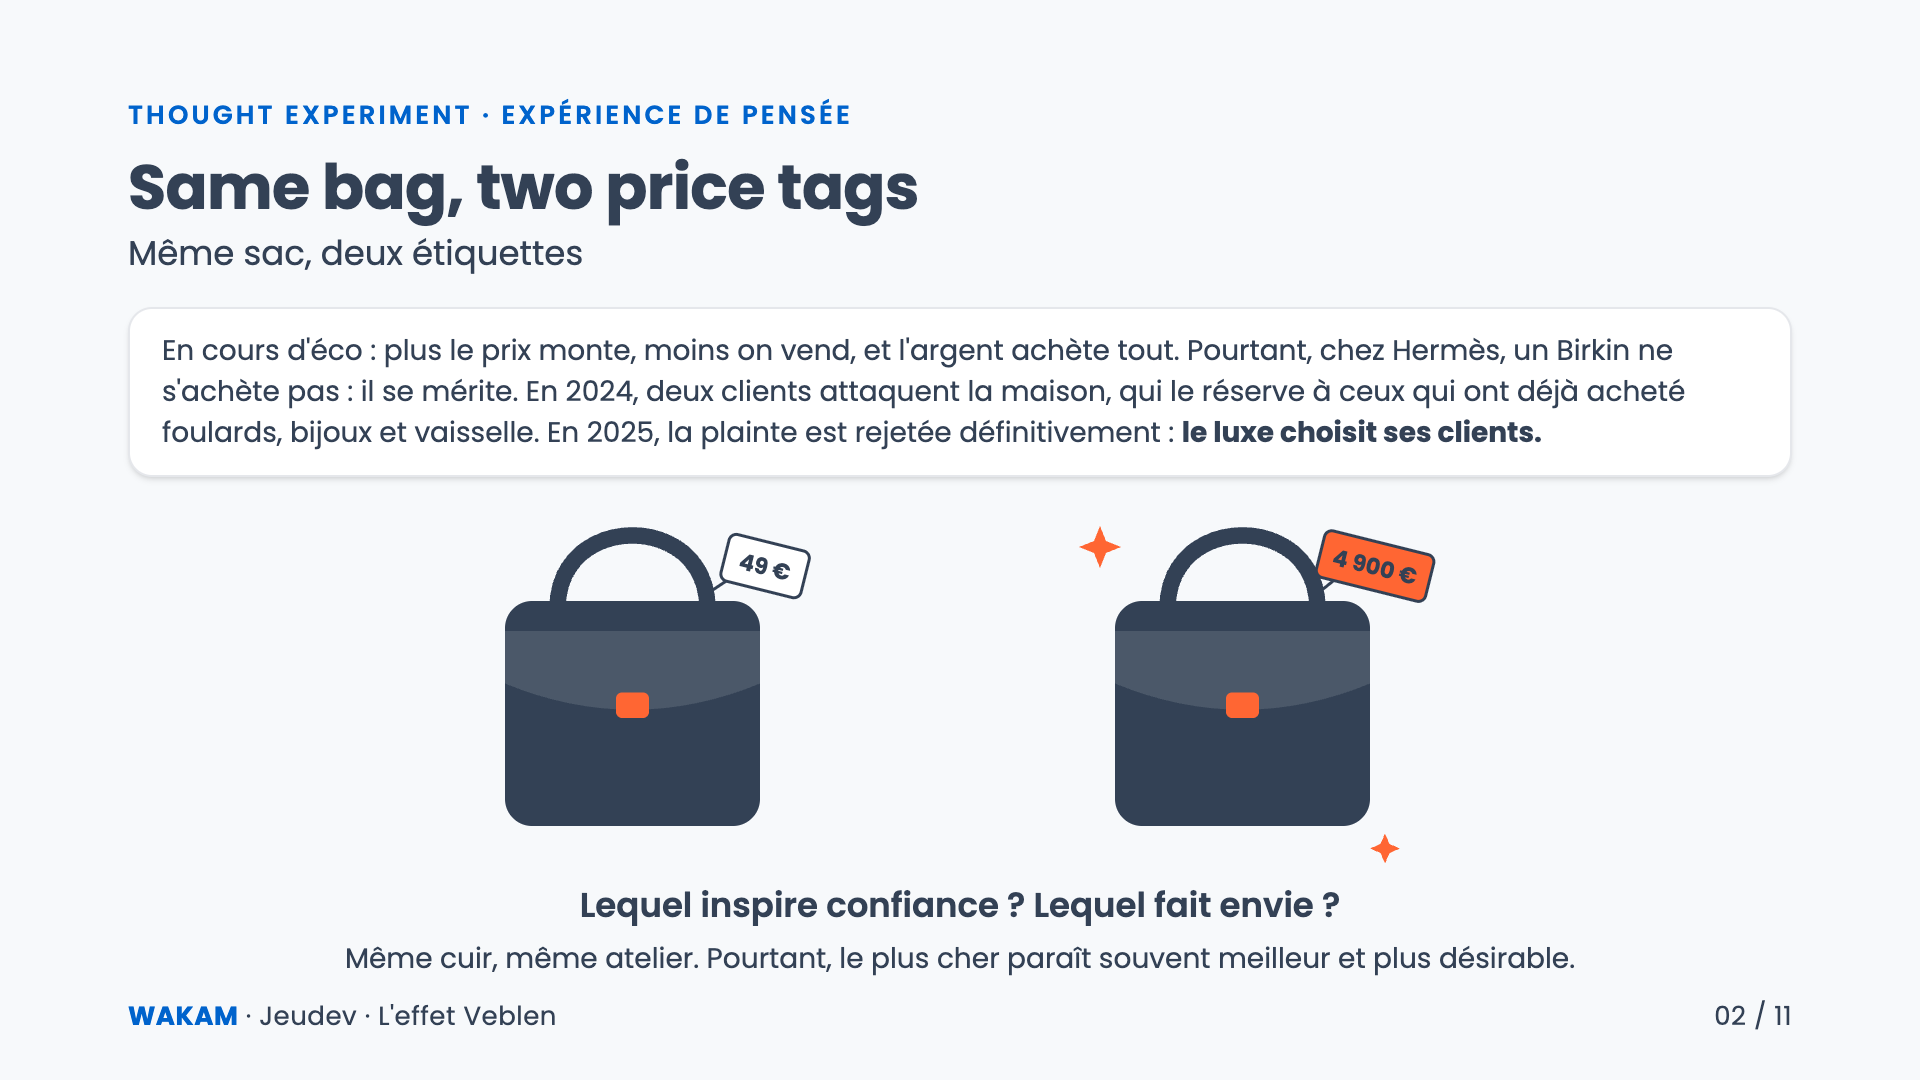 THOUGHT EXPERIMENT · EXPÉRIENCE DE PENSÉE
Same bag, two price tags
Même sac, deux étiquettes
En cours d'éco : plus le prix monte, moins on vend, et l'argent achète tout. Pourtant, chez Hermès, un Birkin ne
s'achète pas : il se mérite. En 2024, deux clients attaquent la maison, qui le réserve à ceux qui ont déjà acheté
foulards, bijoux et vaisselle. En 2025, la plainte est rejetée définitivement : le luxe choisit ses clients.
49 €
4 900 €
Lequel inspire confiance ? Lequel fait envie ?
Même cuir, même atelier. Pourtant, le plus cher paraît souvent meilleur et plus désirable.
WAKAM · Jeudev · L'effet Veblen
02 / 11